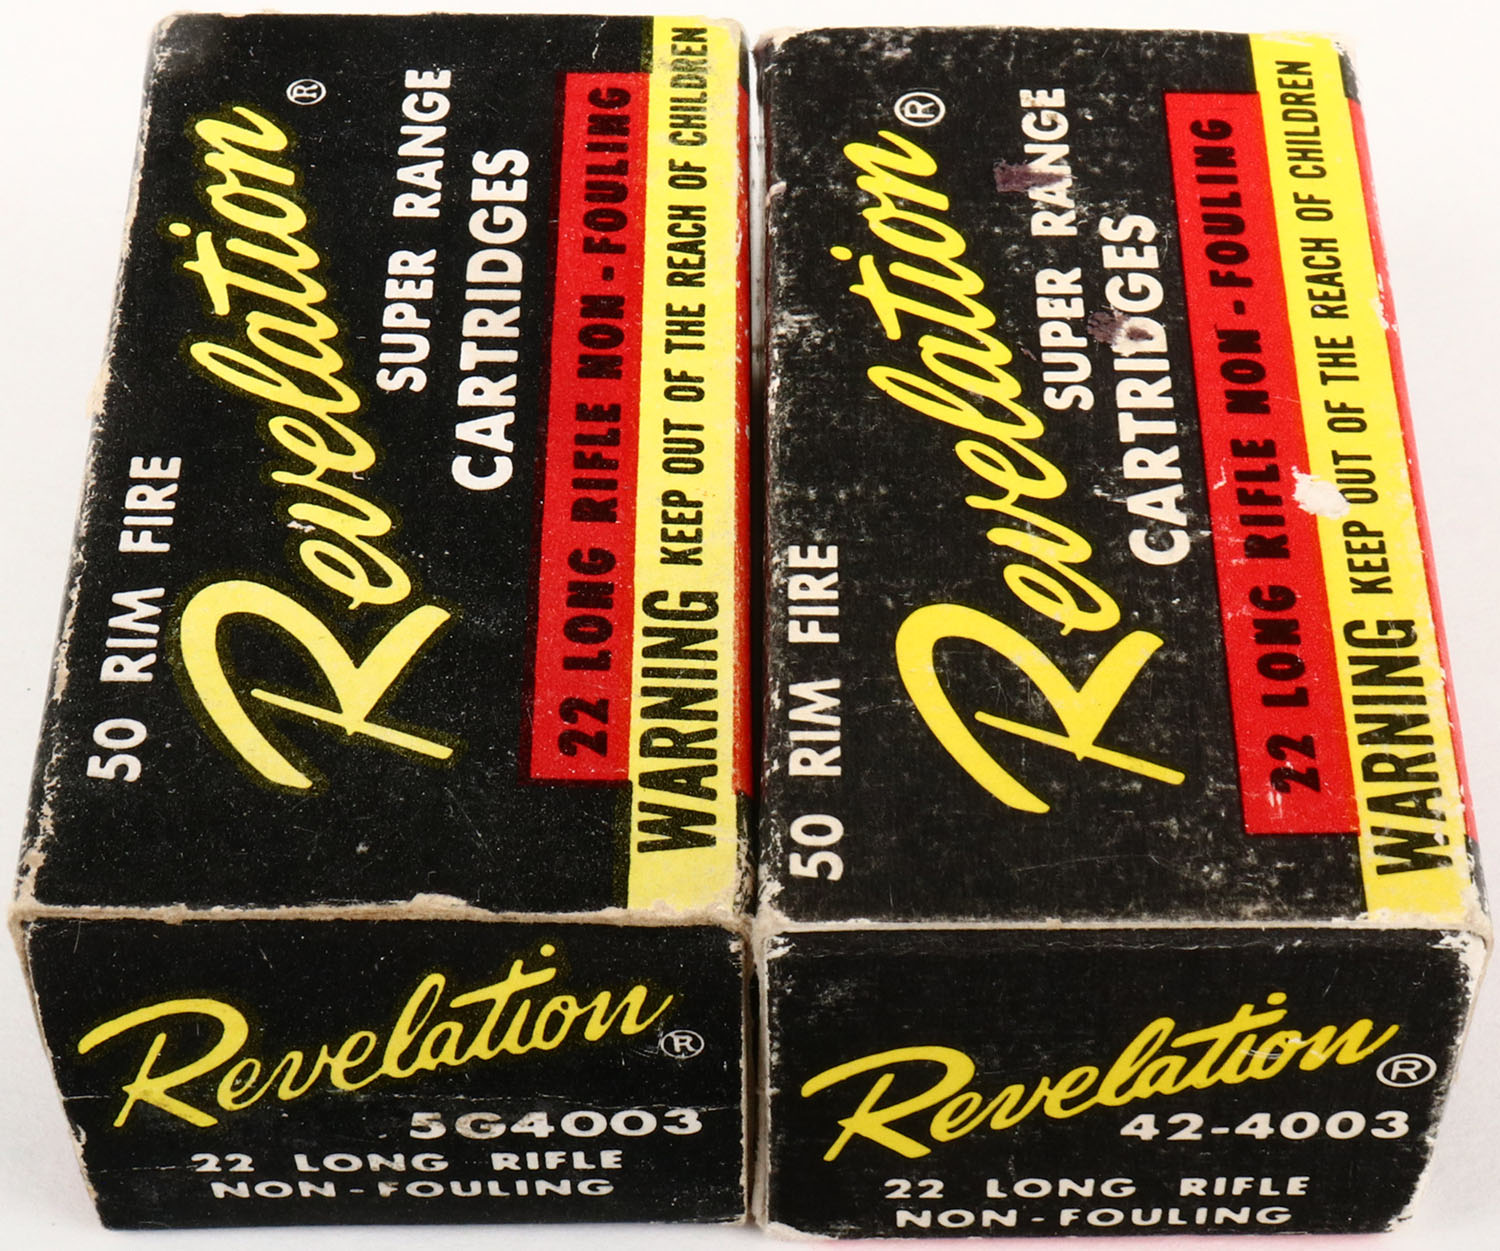 50 RIM FIRE
Revelation ®
SUPER RANGE
CARTRIDGES
22 LONG RIFLE NON-FOULING
WARNING KEEP OUT OF THE REACH OF CHILDREN
Revelation ®
5G4003
22 LONG RIFLE
NON-FOULING
50 RIM FIRE
Revelation ®
SUPER RANGE
CARTRIDGES
22 LONG RIFLE NON-FOULING
WARNING KEEP OUT OF THE REACH OF CHILDREN
Revelation ®
42-4003
22 LONG RIFLE
NON-FOULING